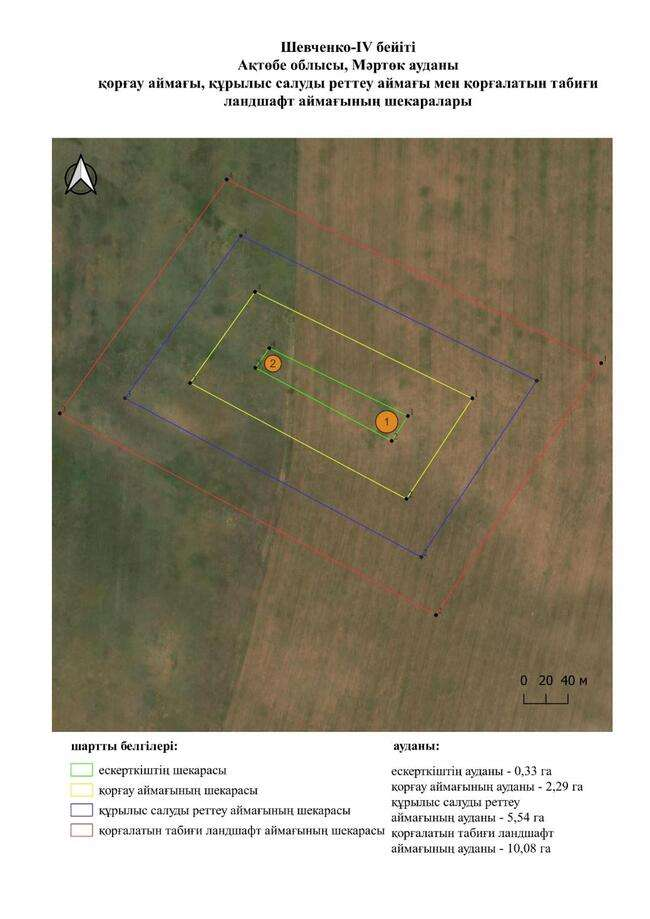 Шевченко-IV бейіті
Ақтөбе облысы, Мәртөк ауданы
қорғау аймағы, құрылыс салуды реттеу аймағы мен қорғалатын табиғи
ландшафт аймағының шекаралары
2
1
0 20 40 м
шартты белгілері:
ескерткіштің шекарасы
қорғау аймағының шекарасы
құрылыс салуды реттеу аймағының шекарасы
қорғалатын табиғи ландшафт аймағының шекарасы
ауданы:
ескерткіштің ауданы - 0,33 га
қорғау аймағының ауданы - 2,29 га
құрылыс салуды реттеу
аймағының ауданы - 5,54 га
қорғалатын табиғи ландшафт
аймағының ауданы - 10,08 га